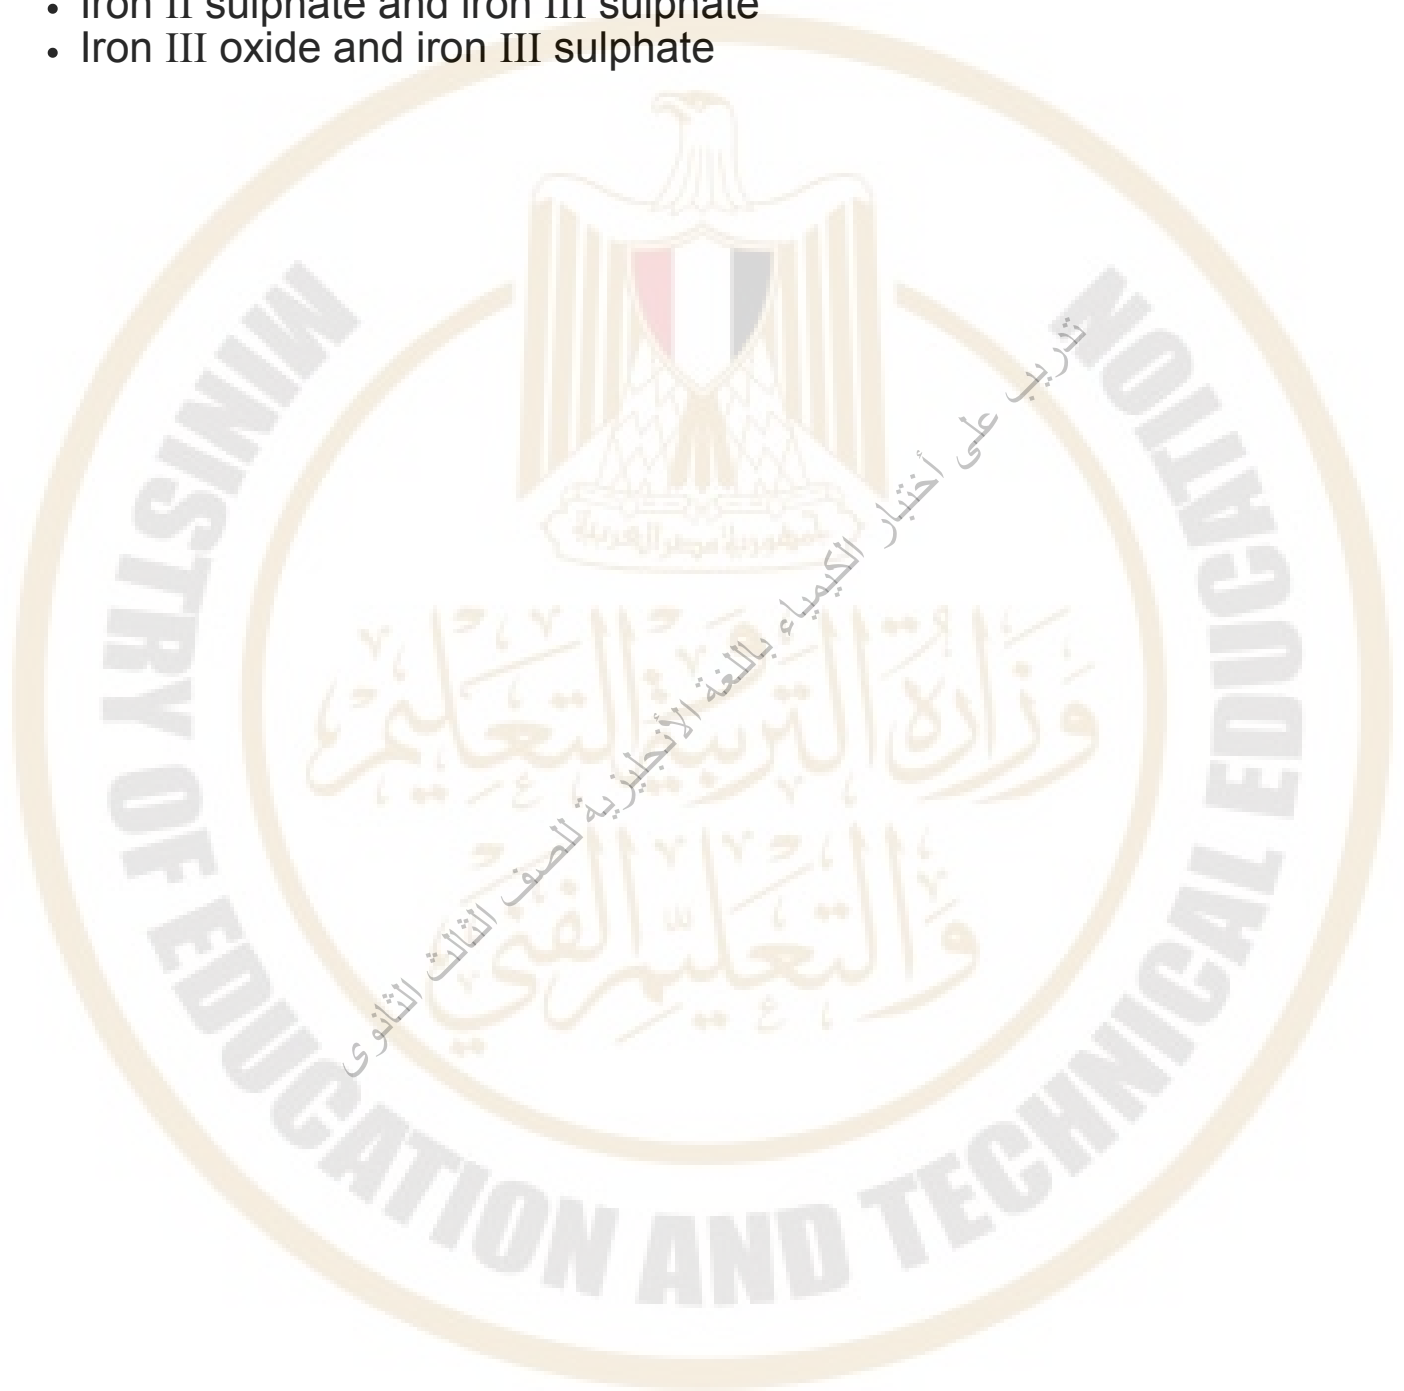 • Iron II sulphate and iron III sulphate
• Iron III oxide and iron III sulphate
جمهورية مصر العربية
تدريب على أختبار الكيمياء باللغة الأنجليزية للصف الثالث الثانوى
وزارة التربية والتعليم
والتعليم الفني
MINISTRY OF EDUCATION AND TECHNICAL EDUCATION